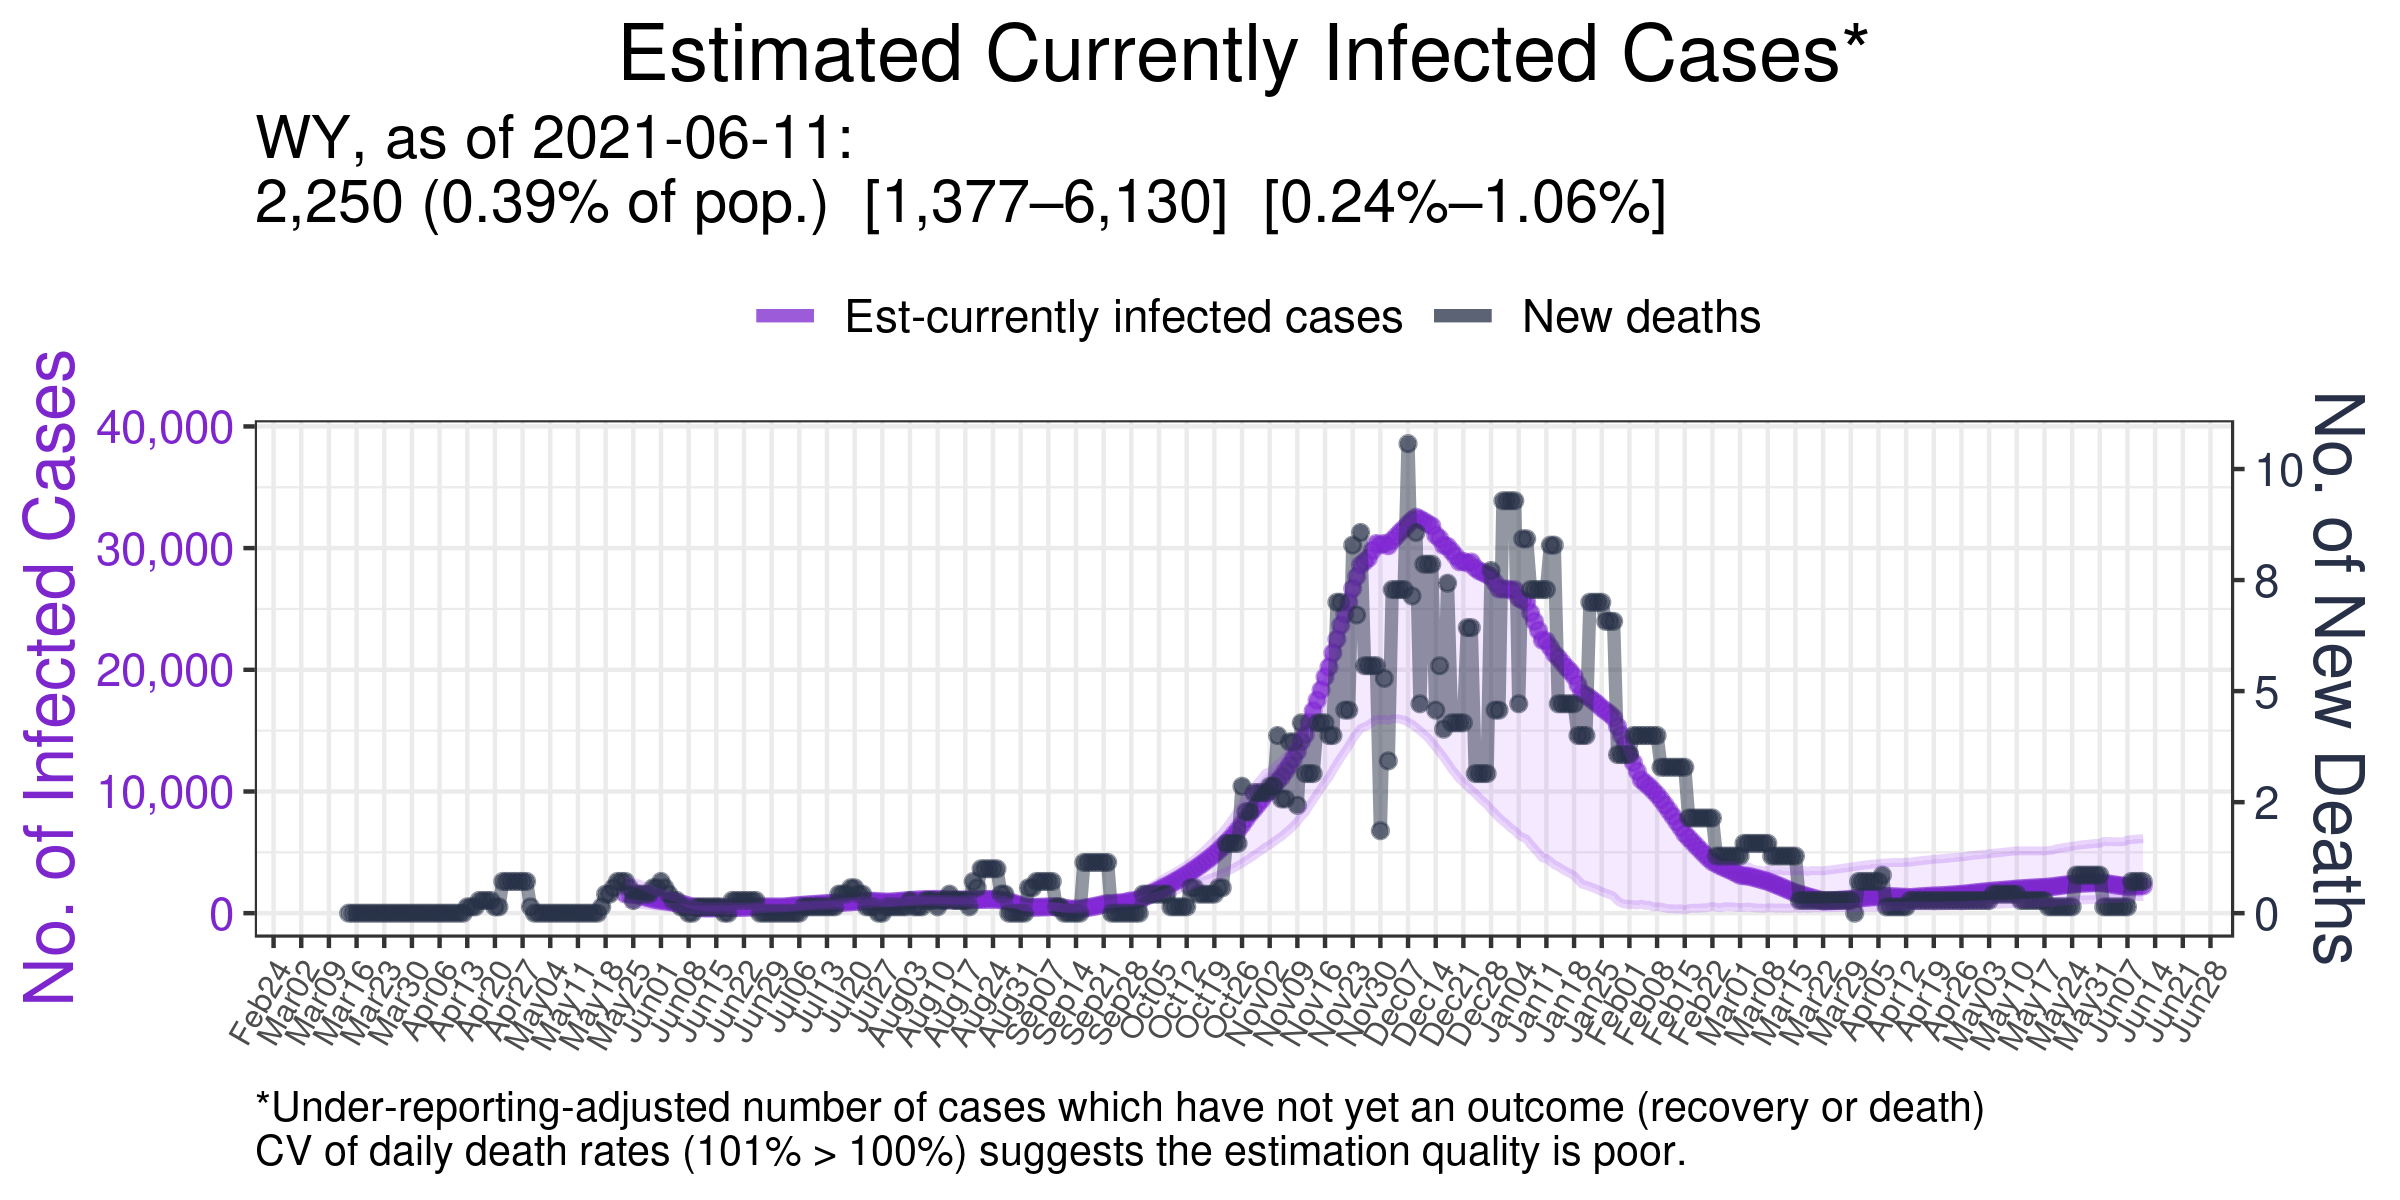 Estimated Currently Infected Cases*
WY, as of 2021-06-11:
2,250 (0.39% of pop.)  [1,377–6,130]  [0.24%–1.06%]
Est-currently infected cases
New deaths
No. of Infected Cases
40,000
30,000
20,000
10,000
0
10
8
5
2
0
No. of New Deaths
Feb24
Mar02
Mar09
Mar16
Mar23
Mar30
Apr06
Apr13
Apr20
Apr27
May04
May11
May18
May25
Jun01
Jun08
Jun15
Jun22
Jun29
Jul06
Jul13
Jul20
Jul27
Aug03
Aug10
Aug17
Aug24
Aug31
Sep07
Sep14
Sep21
Sep28
Oct05
Oct12
Oct19
Oct26
Nov02
Nov09
Nov16
Nov23
Nov30
Dec07
Dec14
Dec21
Dec28
Jan04
Jan11
Jan18
Jan25
Feb01
Feb08
Feb15
Feb22
Mar01
Mar08
Mar15
Mar22
Mar29
Apr05
Apr12
Apr19
Apr26
May03
May10
May17
May24
May31
Jun07
Jun14
Jun21
Jun28
*Under-reporting-adjusted number of cases which have not yet an outcome (recovery or death)
CV of daily death rates (101% > 100%) suggests the estimation quality is poor.